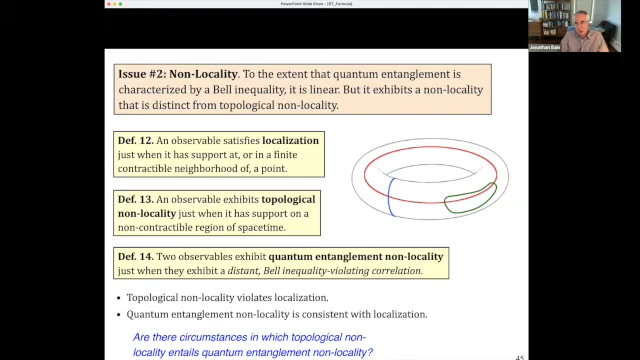 PowerPoint Slide Show - [RT_Formula]
Jonathan Bain
Issue #2: Non-Locality. To the extent that quantum entanglement is
characterized by a Bell inequality, it is linear. But it exhibits a non-locality
that is distinct from topological non-locality.
Def. 12. An observable satisfies localization
just when it has support at, or in a finite
contractible neighborhood of, a point.
Def. 13. An observable exhibits topological
non-locality just when it has support on a
non-contractible region of spacetime.
Def. 14. Two observables exhibit quantum entanglement non-locality
just when they exhibit a distant, Bell inequality-violating correlation.
• Topological non-locality violates localization.
• Quantum entanglement non-locality is consistent with localization.
Are there circumstances in which topological non-
locality entails quantum entanglement non-locality?
45